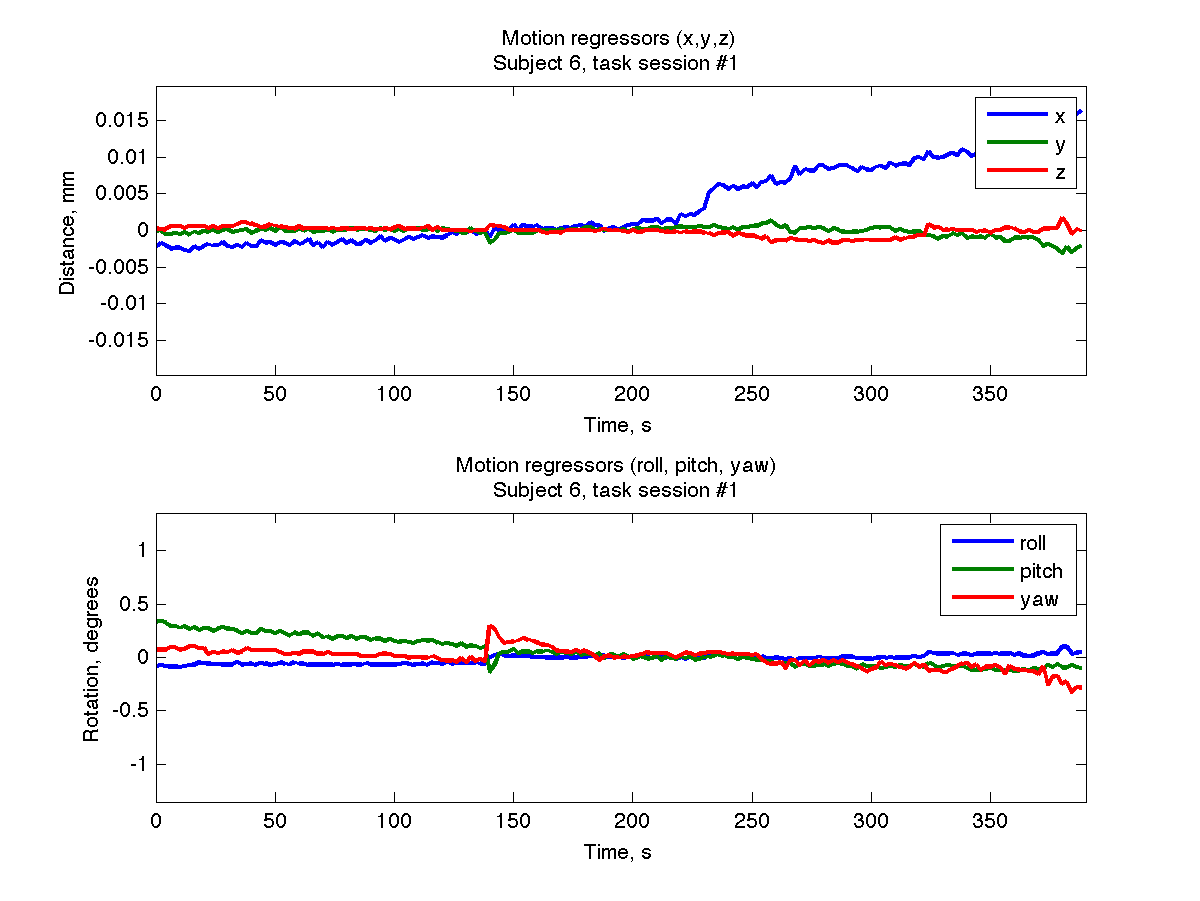 Motion regressors (x,y,z)
Subject 6, task session #1
Distance, mm
0.015
0.01
0.005
0
-0.005
-0.01
-0.015
x
y
z
0 50 100 150 200 250 300 350
Time, s
Motion regressors (roll, pitch, yaw)
Subject 6, task session #1
Rotation, degrees
1
0.5
0
-0.5
-1
roll
pitch
yaw
0 50 100 150 200 250 300 350
Time, s